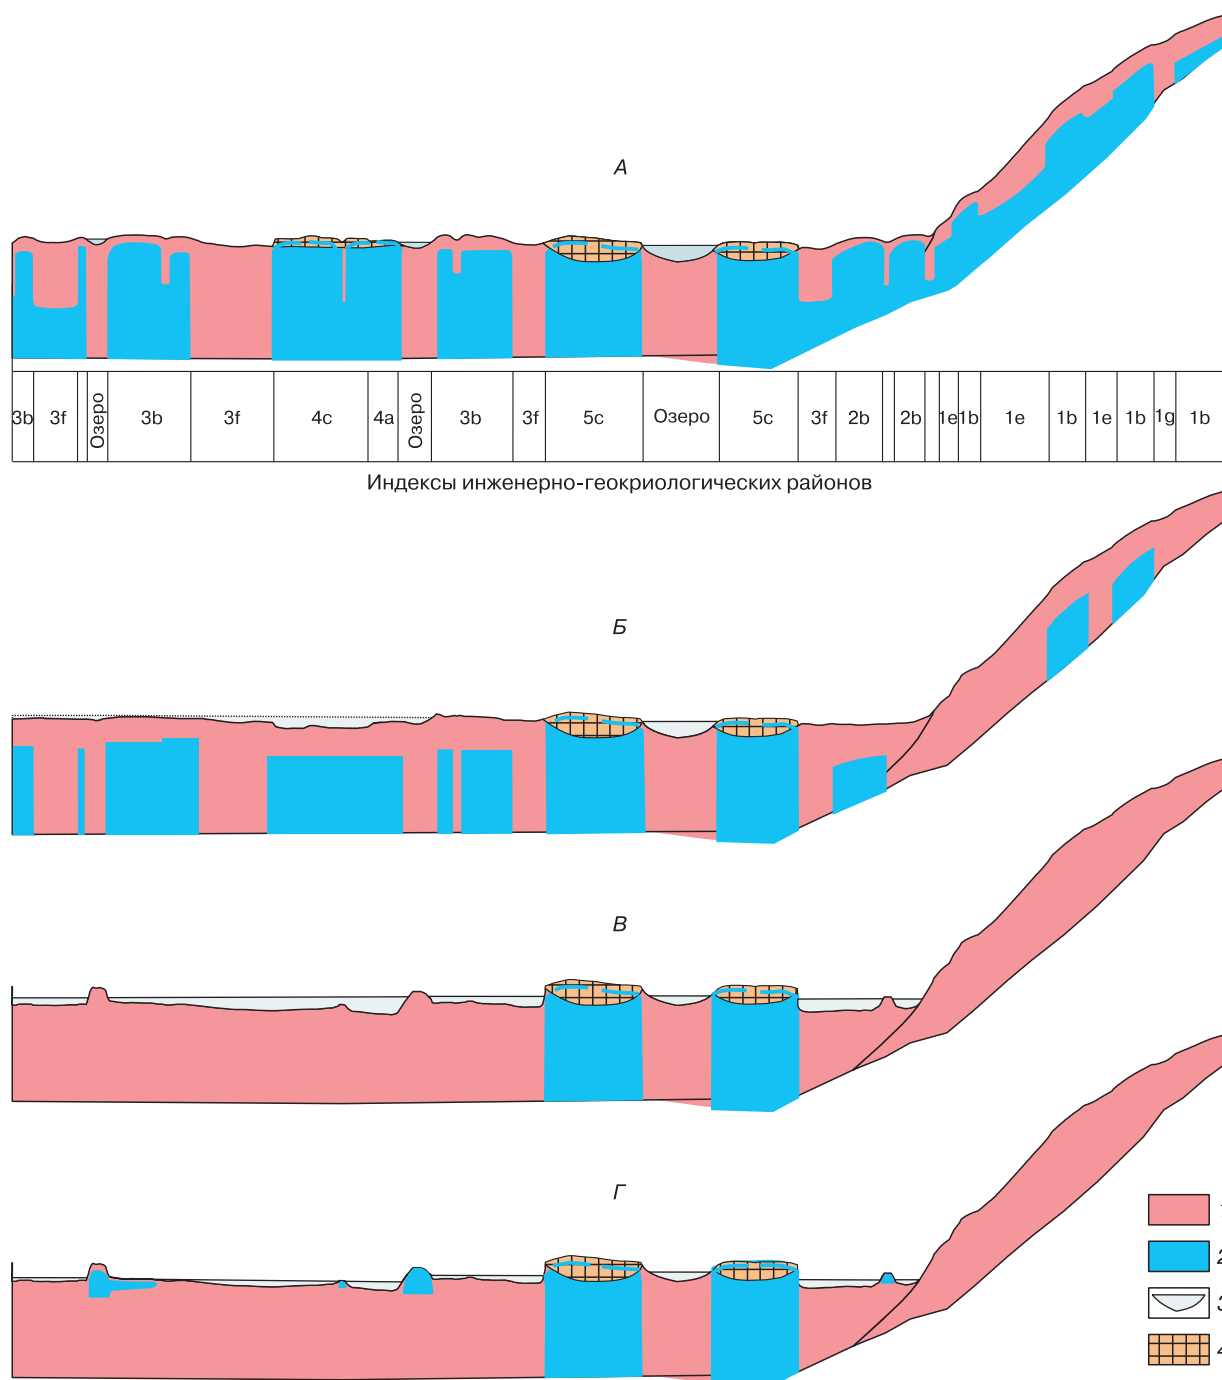 А
3b 3f Озеро 3b 3f 4c 4a Озеро 3b 3f 5c Озеро 5c 3f 2b 2b 1e 1b 1e 1b 1e 1b 1g 1b
Индексы инженерно-геокриологических районов
Б
В
Г
2
3
4